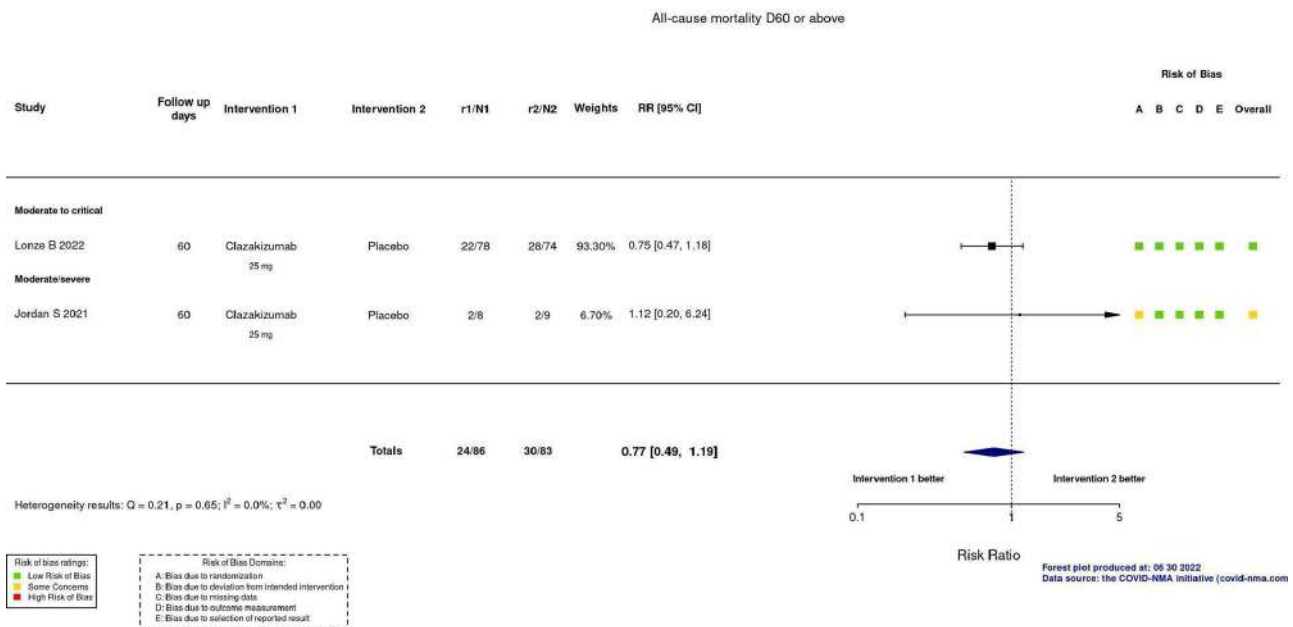 All-cause mortality D60 or above
Risk of Bias
Study Follow up days Intervention 1 Intervention 2 r1/N1 r2/N2 Weights RR [95% CI] A B C D E Overall
Moderate to critical
Lonze B 2022 60 Clazakizumab Placebo 22/78 28/74 93.30% 0.75 [0.47, 1.18]
25 mg
Moderate/severe
Jordan S 2021 60 Clazakizumab Placebo 2/8 2/9 6.70% 1.12 [0.20, 6.24]
25 mg
Totals 24/86 30/83 0.77 [0.49, 1.19]
Intervention 1 better Intervention 2 better
Heterogeneity results: Q = 0.21, p = 0.65; I² = 0.0%; τ² = 0.00
0.1 1 5
Risk Ratio
Forest plot produced at: 06 30 2022
Data source: the COVID-NMA initiative (covid-nma.com
Risk of bias ratings:
Low Risk of Bias
Some Concerns
High Risk of Bias
Risk of Bias Domains:
A: Bias due to randomization
B: Bias due to deviation from intended intervention
C: Bias due to missing data
D: Bias due to outcome measurement
E: Bias due to selection of reported result